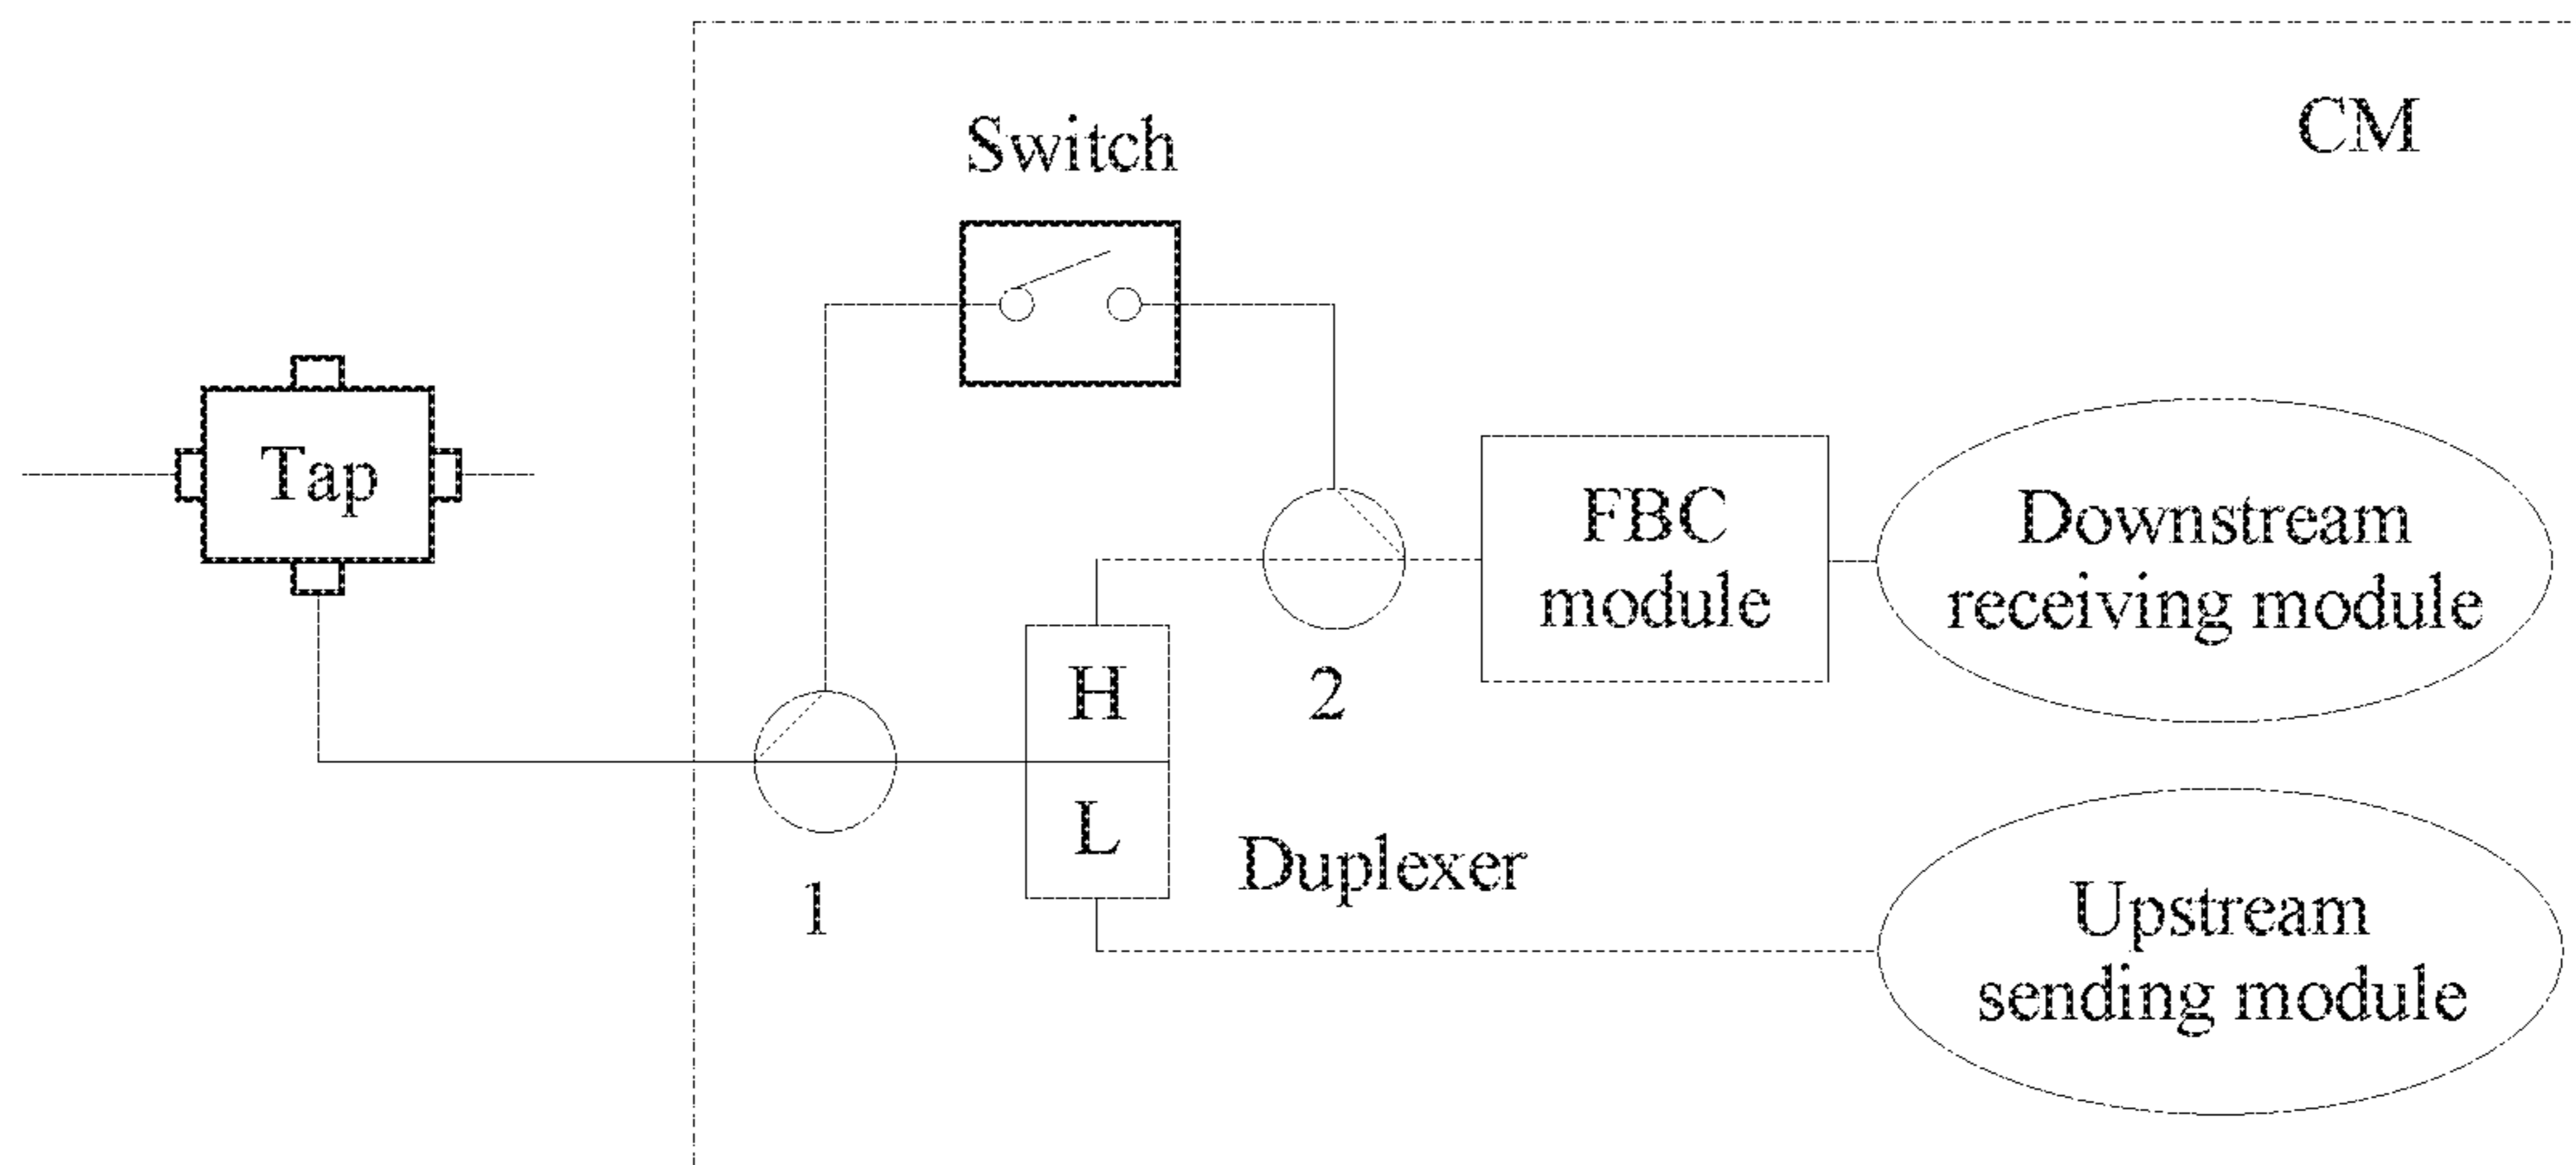 CM
Switch
Tap
FBC
module
Downstream
receiving module
H
2
L
Duplexer
1
Upstream
sending module